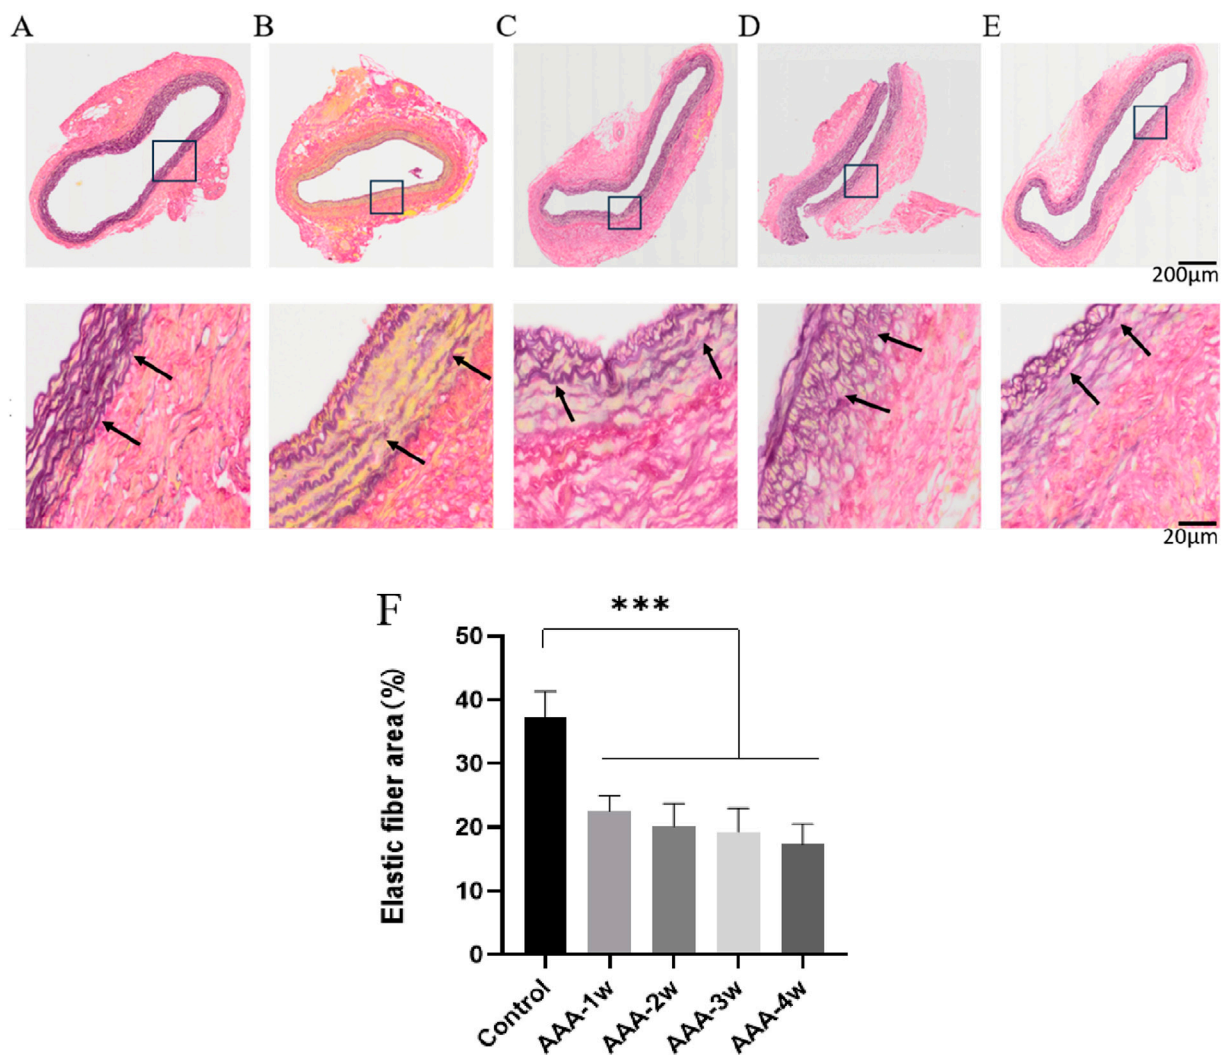 A B C D E
200μm
20μm
F
***
Elastic fiber area(%)
50
40
30
20
10
0
Control AAA-1w AAA-2w AAA-3w AAA-4w